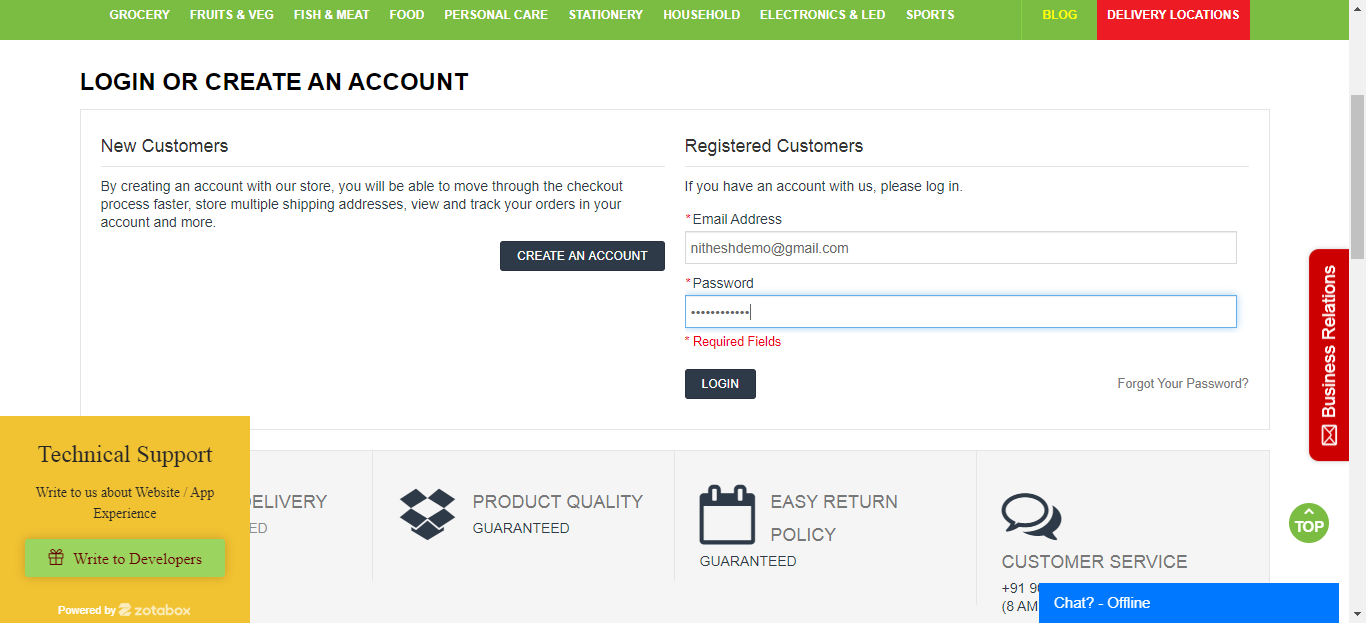 GROCERY FRUITS & VEG FISH & MEAT FOOD PERSONAL CARE STATIONERY HOUSEHOLD ELECTRONICS & LED SPORTS BLOG DELIVERY LOCATIONS
LOGIN OR CREATE AN ACCOUNT
New Customers
By creating an account with our store, you will be able to move through the checkout
process faster, store multiple shipping addresses, view and track your orders in your
account and more.
CREATE AN ACCOUNT
Registered Customers
If you have an account with us, please log in.
*Email Address
nitheshdemo@gmail.com
*Password
••••••••••••
* Required Fields
LOGIN
Forgot Your Password?
Business Relations
Technical Support
Write to us about Website / App
Experience
Write to Developers
Powered by zotabox
ELIVERY
ED
PRODUCT QUALITY
GUARANTEED
EASY RETURN
POLICY
GUARANTEED
CUSTOMER SERVICE
+91 9
(8 AM
TOP
Chat? - Offline